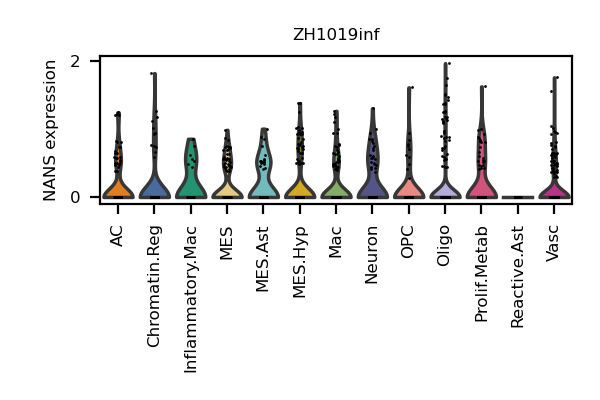 ZH1019inf
NANS expression
2
0
AC
Chromatin.Reg
Inflammatory.Mac
MES
MES.Ast
MES.Hyp
Mac
Neuron
OPC
Oligo
Prolif.Metab
Reactive.Ast
Vasc